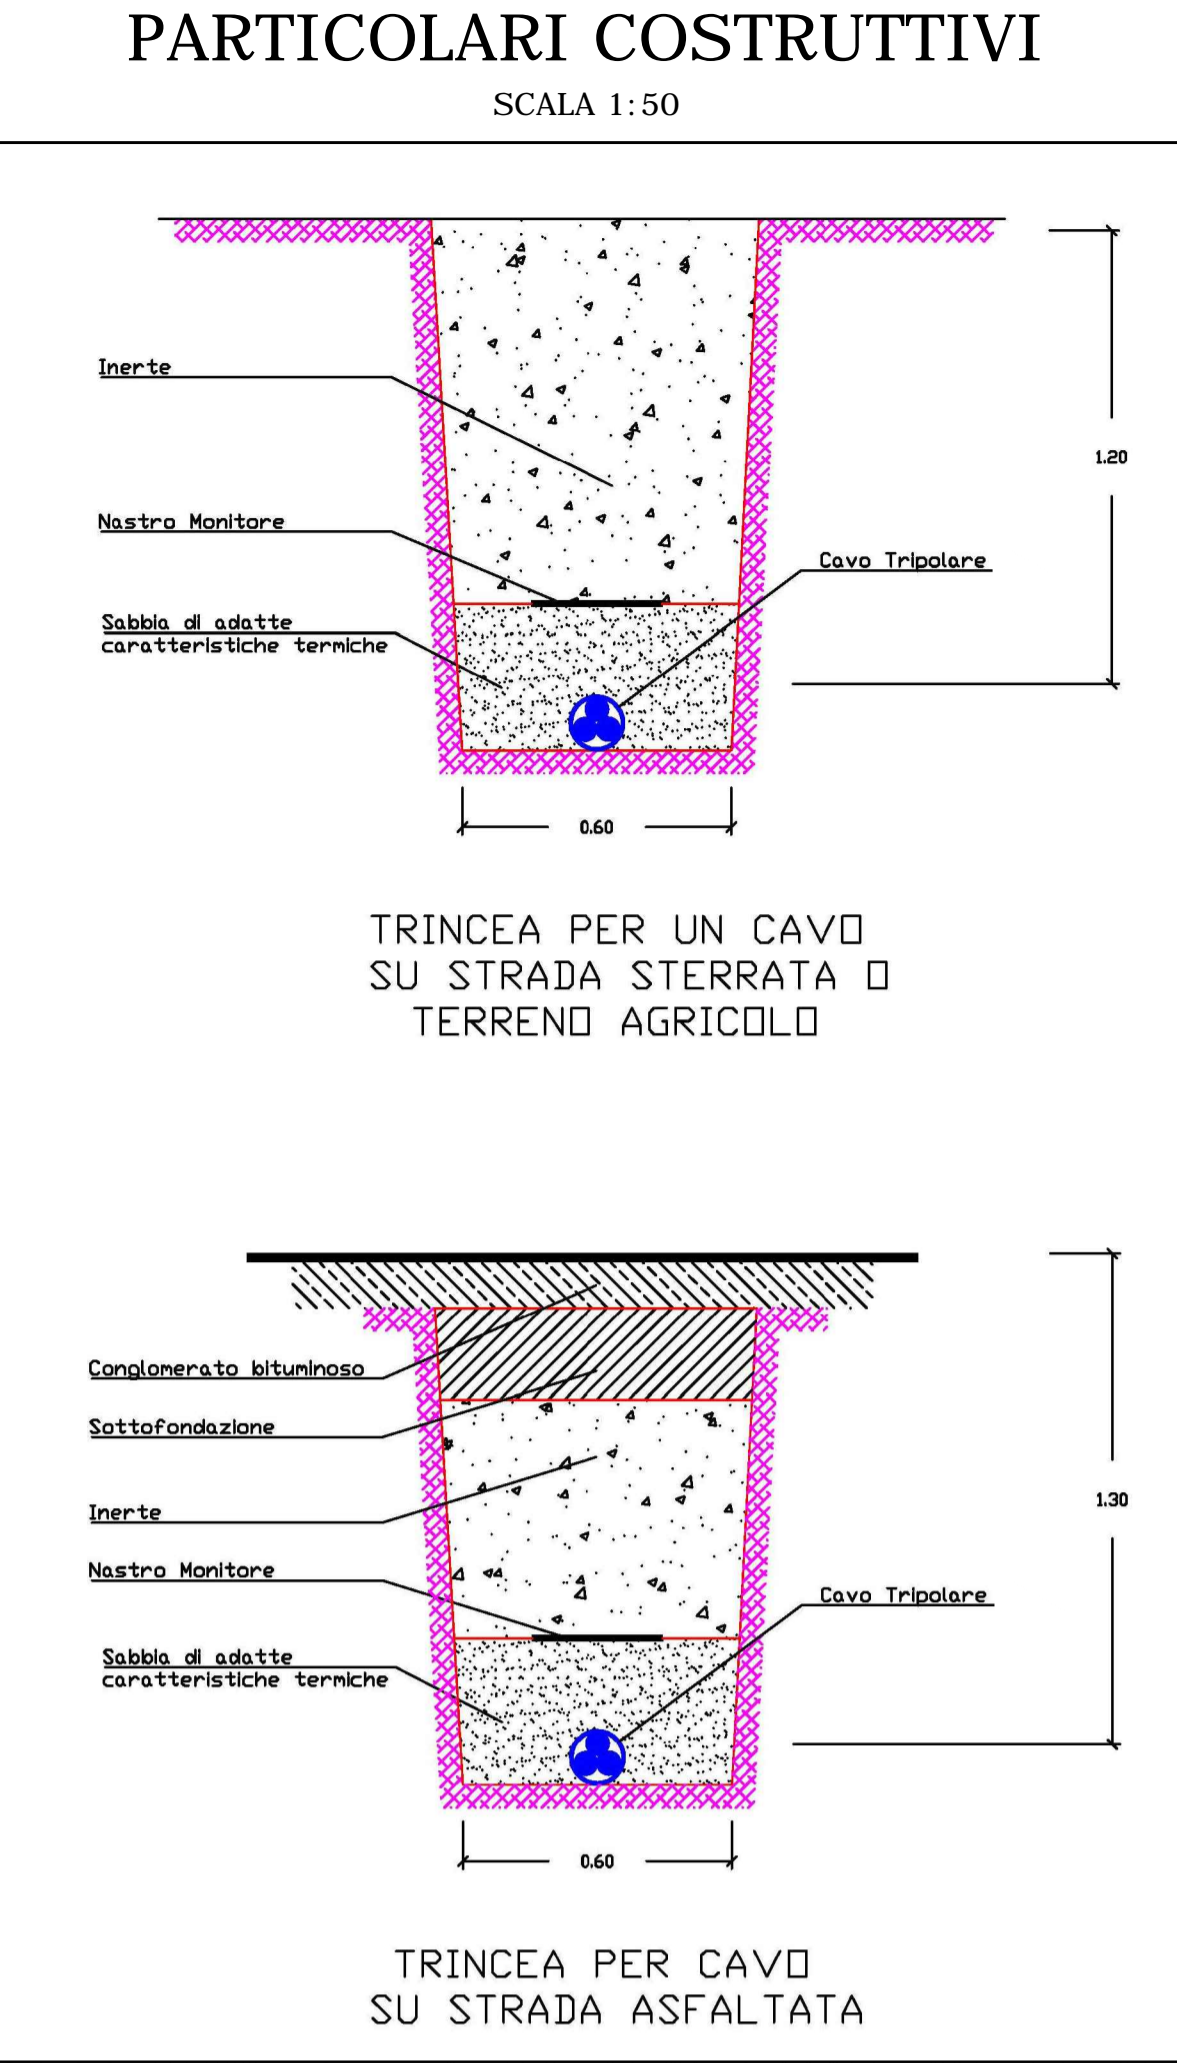 PARTICOLARI COSTRUTTIVI
SCALA 1:50
Inerte
1.20
Nastro Monitore
Cavo Tripolare
Sabbia di adatte
caratteristiche termiche
0.60
TRINCEA PER UN CAVO
SU STRADA STERRATA O
TERRENO AGRICOLO
Conglomerato bituminoso
Sottofondazione
1.30
Inerte
Nastro Monitore
Cavo Tripolare
Sabbia di adatte
caratteristiche termiche
0.60
TRINCEA PER CAVO
SU STRADA ASFALTATA